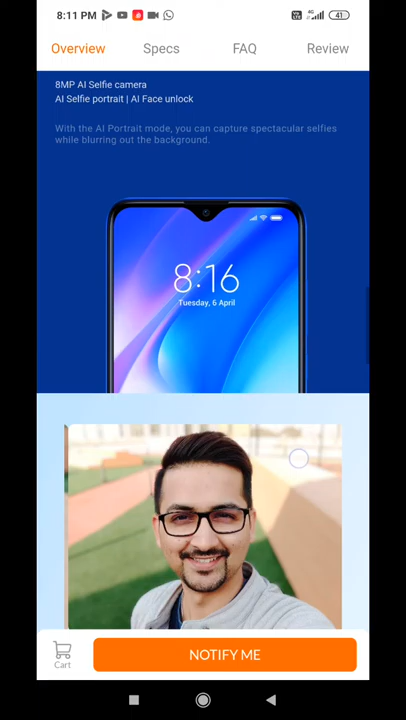 8:11 PM
4G
41
Overview Specs FAQ Review
8MP AI Selfie camera
AI Selfie portrait | AI Face unlock
With the AI Portrait mode, you can capture spectacular selfies
while blurring out the background.
8:16
Tuesday, 6 April
Cart
NOTIFY ME